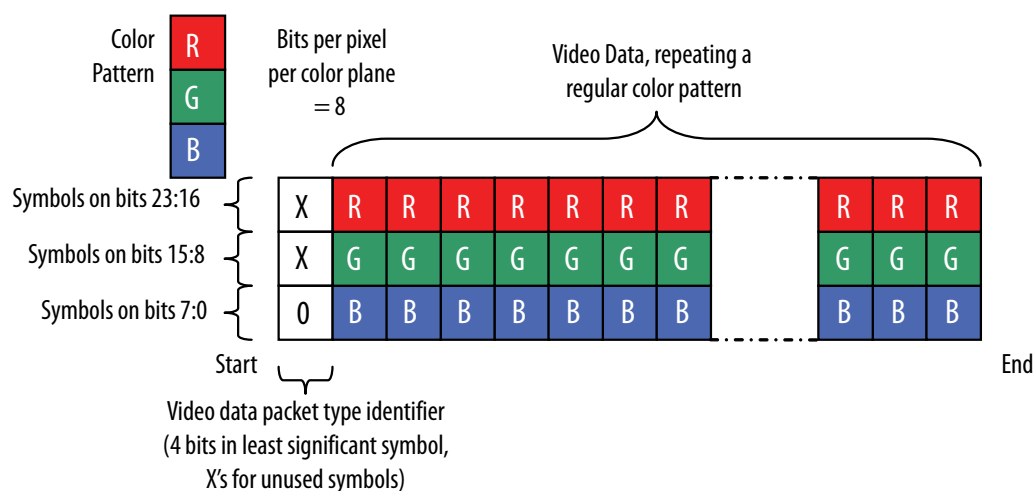 Color
Pattern
R
G
B
Bits per pixel
per color plane
= 8
Video Data, repeating a
regular color pattern
Symbols on bits 23:16
X R R R R R R R R R R
Symbols on bits 15:8
X G G G G G G G G G G
Symbols on bits 7:0
0 B B B B B B B B B B
Start
End
Video data packet type identifier
(4 bits in least significant symbol,
X's for unused symbols)